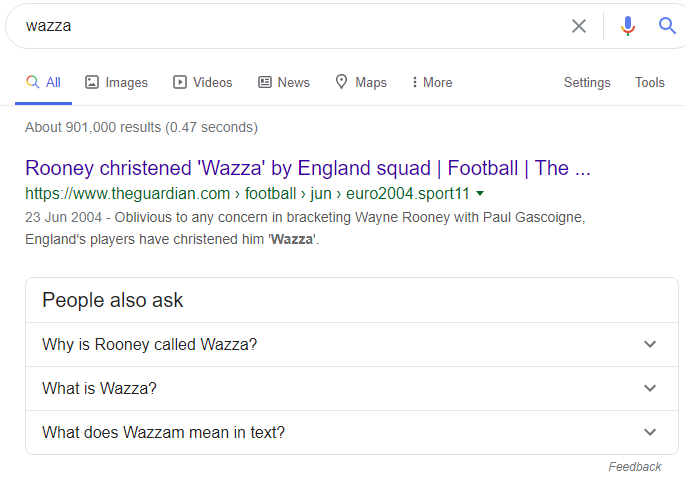 wazza
All Images Videos News Maps More Settings Tools
About 901,000 results (0.47 seconds)
Rooney christened 'Wazza' by England squad | Football | The ...
https://www.theguardian.com › football › jun › euro2004.sport11
23 Jun 2004 - Oblivious to any concern in bracketing Wayne Rooney with Paul Gascoigne,
England's players have christened him 'Wazza'.
People also ask
Why is Rooney called Wazza?
What is Wazza?
What does Wazzam mean in text?
Feedback